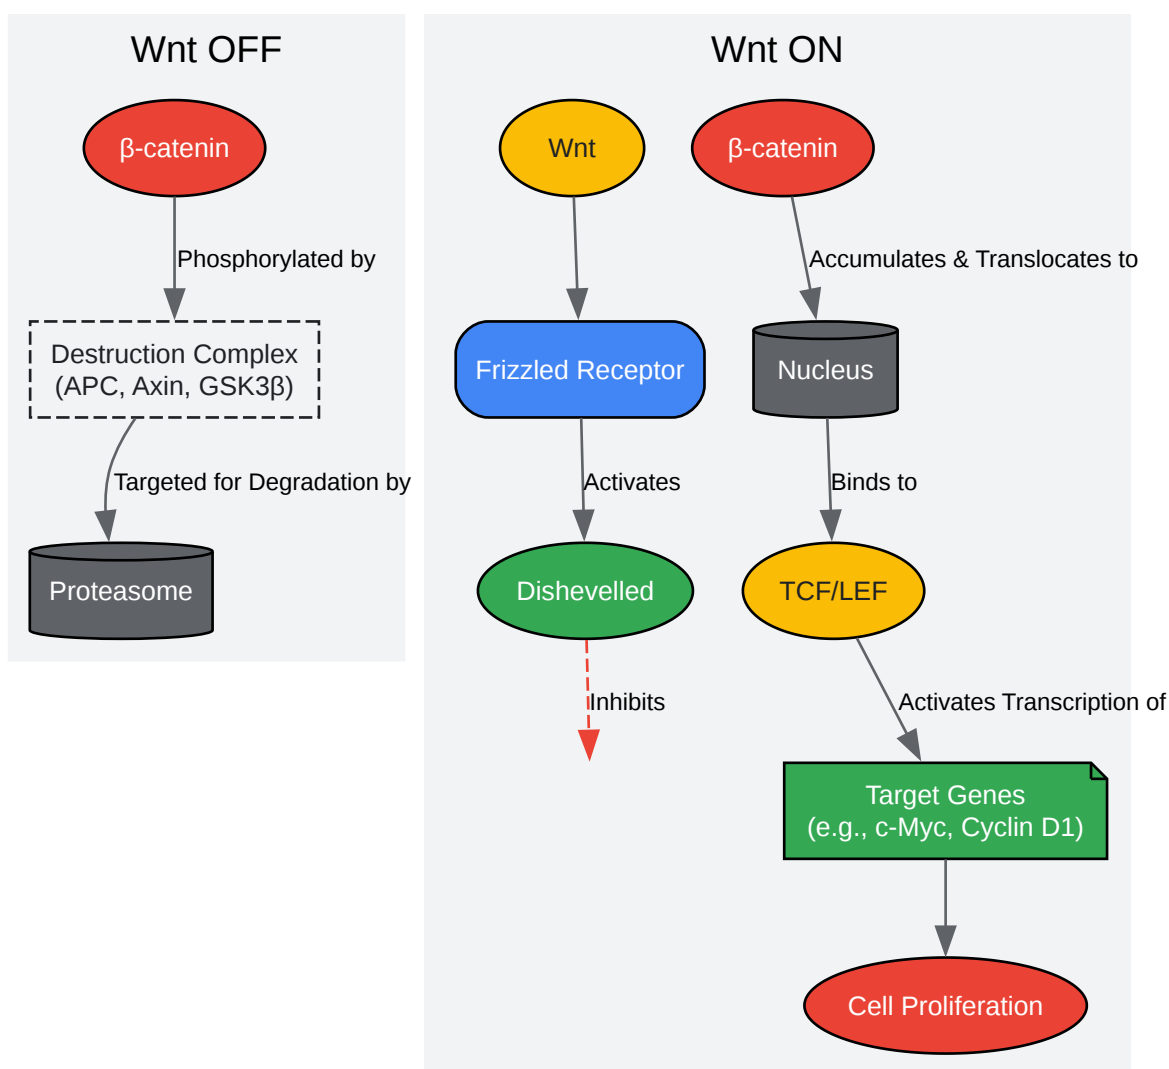 Wnt OFF
β-catenin
Phosphorylated by
Destruction Complex
(APC, Axin, GSK3β)
Targeted for Degradation by
Proteasome
Wnt ON
Wnt
β-catenin
Accumulates & Translocates to
Frizzled Receptor
Nucleus
Activates
Binds to
Dishevelled
TCF/LEF
Inhibits
Activates Transcription of
Target Genes
(e.g., c-Myc, Cyclin D1)
Cell Proliferation